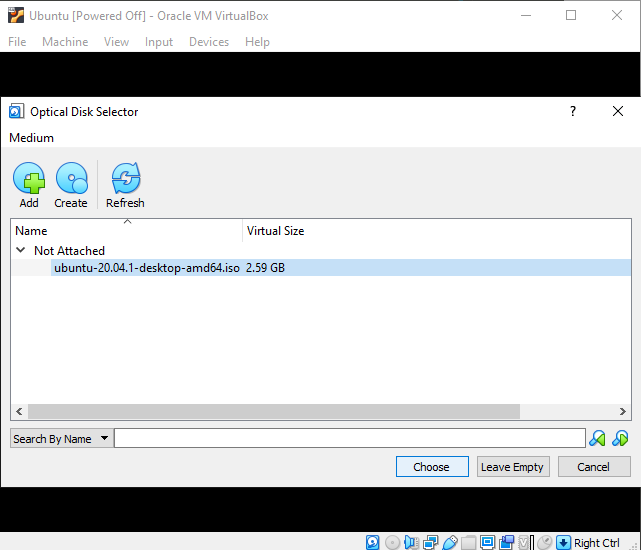 Ubuntu [Powered Off] - Oracle VM VirtualBox
File Machine View Input Devices Help
Optical Disk Selector ?
Medium
Add Create Refresh
Name Virtual Size
Not Attached
ubuntu-20.04.1-desktop-amd64.iso 2.59 GB
Search By Name
Choose Leave Empty Cancel
Right Ctrl